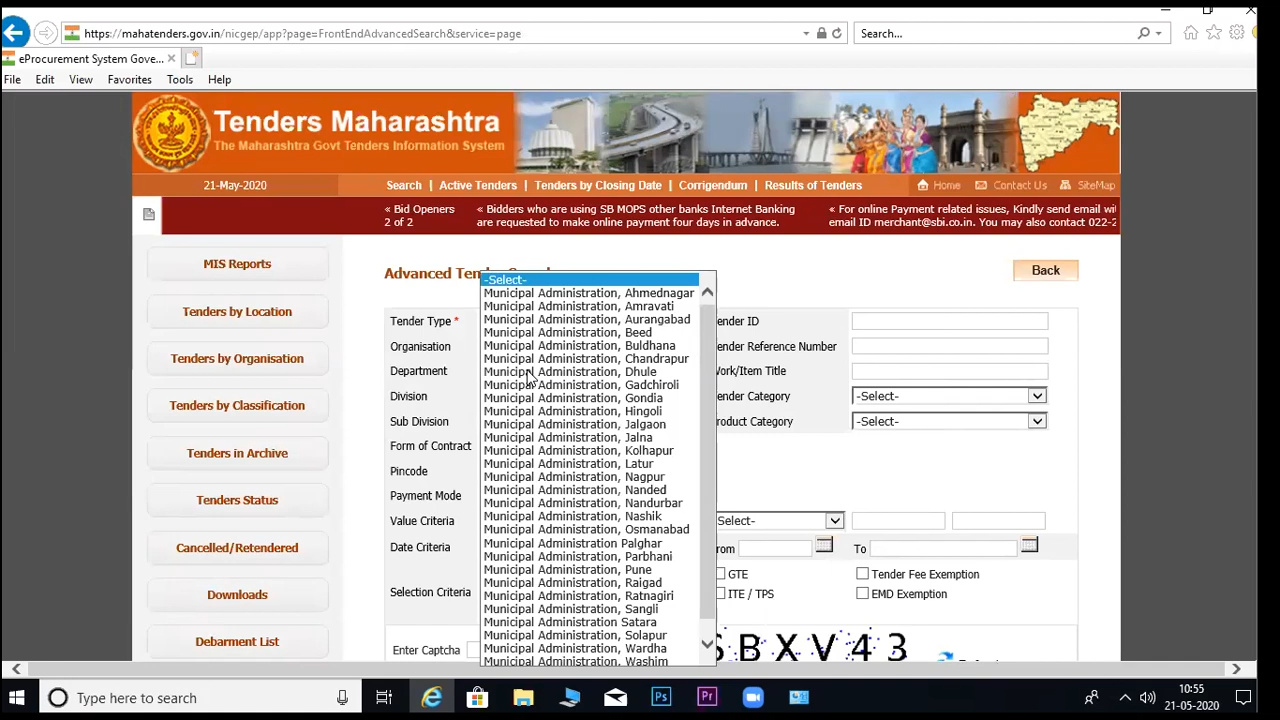 https://mahatenders.gov.in/nicgep/app?page=FrontEndAdvancedSearch&service=page
Search...
eProcurement System Gove...
File Edit View Favorites Tools Help
Tenders Maharashtra
The Maharashtra Govt Tenders Information System
21-May-2020
Search | Active Tenders | Tenders by Closing Date | Corrigendum | Results of Tenders
Home Contact Us SiteMap
« Bid Openers
2 of 2
« Bidders who are using SB MOPS other banks Internet Banking
are requested to make online payment four days in advance.
« For online Payment related issues, Kindly send email wi
email ID merchant@sbi.co.in. You may also contact 022-2
MIS Reports
Tenders by Location
Tenders by Organisation
Tenders by Classification
Tenders in Archive
Tenders Status
Cancelled/Retendered
Downloads
Debarment List
Advanced
Back
Tender Type *
Organisation
Department
Division
Sub Division
Form of Contract
Pincode
Payment Mode
Value Criteria
Date Criteria
Selection Criteria
Enter Captcha
-Select-
Municipal Administration, Ahmednagar
Municipal Administration, Amravati
Municipal Administration, Aurangabad
Municipal Administration, Beed
Municipal Administration, Buldhana
Municipal Administration, Chandrapur
Municipal Administration, Dhule
Municipal Administration, Gadchiroli
Municipal Administration, Gondia
Municipal Administration, Hingoli
Municipal Administration, Jalgaon
Municipal Administration, Jalna
Municipal Administration, Kolhapur
Municipal Administration, Latur
Municipal Administration, Nagpur
Municipal Administration, Nanded
Municipal Administration, Nandurbar
Municipal Administration, Nashik
Municipal Administration, Osmanabad
Municipal Administration Palghar
Municipal Administration, Parbhani
Municipal Administration, Pune
Municipal Administration, Raigad
Municipal Administration, Ratnagiri
Municipal Administration, Sangli
Municipal Administration Satara
Municipal Administration, Solapur
Municipal Administration, Wardha
Municipal Administration, Washim
ender ID
ender Reference Number
Work/Item Title
ender Category -Select-
roduct Category -Select-
Select-
rom To
GTE Tender Fee Exemption
ITE / TPS EMD Exemption
S B X V 4 3
Type here to search
10:55
21-05-2020